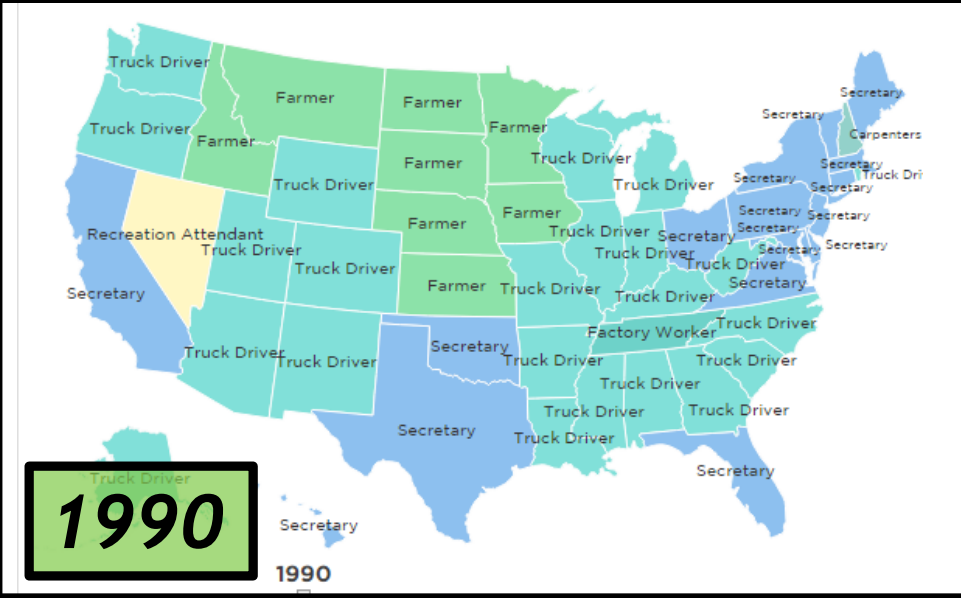 Truck Driver
Secretary
Farmer
Farmer
Secretary
Truck Driver
Farmer
Carpenters
Farmer
Truck Driver
Farmer
Secretary
Truck Dri
Truck Driver
Truck Driver
Secretary
Secretary
Farmer
Farmer
Secretary
Secretary
Secretary
Recreation Attendant
Truck Driver
Secretary
Secretary
Truck Driver
Truck Driver
Secretary
Secretary
Truck Driver
Truck Driver
Secretary
Farmer
Truck Driver
Secretary
Truck Driver
Truck Driver
Factory Worker
Secretary
Truck Driver
Truck Driver
Truck Driver
Truck Driver
Truck Driver
Truck Driver
Truck Driver
Secretary
Truck Driver
Secretary
Truck Driver
1990
Secretary
1990